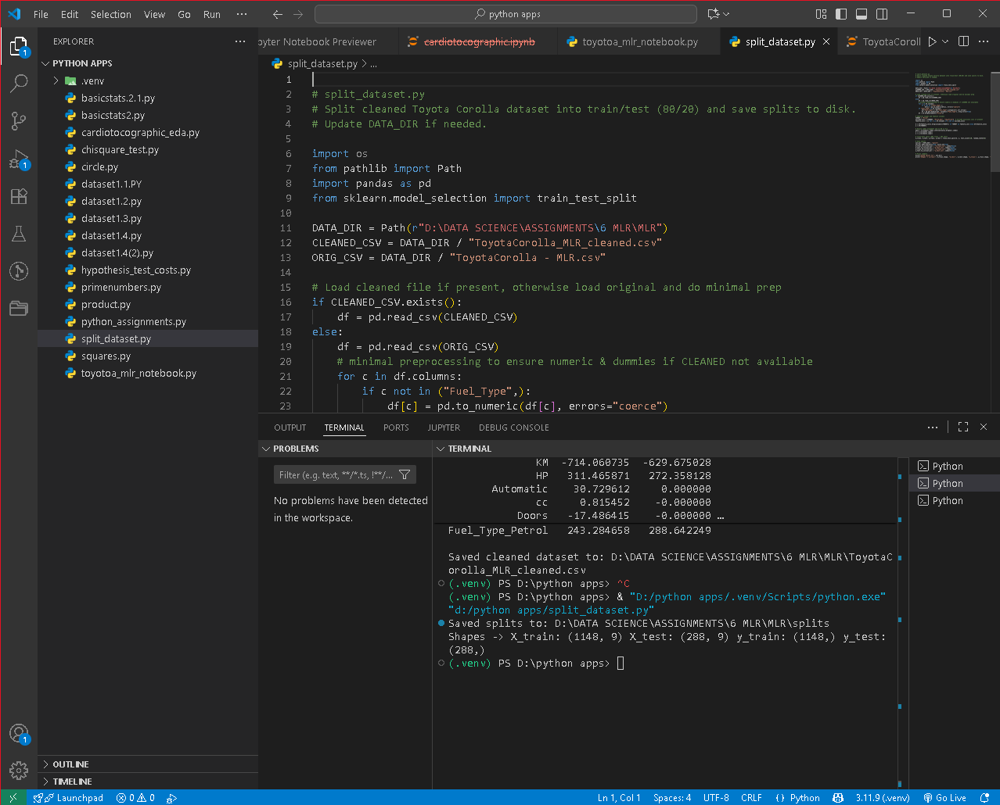 File Edit Selection View Go Run ··· python apps
EXPLORER ···
PYTHON APPS
.venv
basicstats.2.1.py
basicstats2.py
cardiotocographic_eda.py
chisquare_test.py
circle.py
dataset1.1.PY
dataset1.2.py
dataset1.3.py
dataset1.4.py
dataset1.4(2).py
hypothesis_test_costs.py
primenumbers.py
product.py
python_assignments.py
split_dataset.py
squares.py
toyotoa_mlr_notebook.py
OUTLINE
TIMELINE
1
1
1
pyter Notebook Previewer cardiotocographic.ipynb toyotoa_mlr_notebook.py split_dataset.py ToyotaCoroll ···
split_dataset.py > ...
1
2 # split_dataset.py
3 # Split cleaned Toyota Corolla dataset into train/test (80/20) and save splits to disk.
4 # Update DATA_DIR if needed.
5
6 import os
7 from pathlib import Path
8 import pandas as pd
9 from sklearn.model_selection import train_test_split
10
11 DATA_DIR = Path(r"D:\DATA SCIENCE\ASSIGNMENTS\6 MLR\MLR")
12 CLEANED_CSV = DATA_DIR / "ToyotaCorolla_MLR_cleaned.csv"
13 ORIG_CSV = DATA_DIR / "ToyotaCorolla - MLR.csv"
14
15 # Load cleaned file if present, otherwise load original and do minimal prep
16 if CLEANED_CSV.exists():
17 df = pd.read_csv(CLEANED_CSV)
18 else:
19 df = pd.read_csv(ORIG_CSV)
20 # minimal preprocessing to ensure numeric & dummies if CLEANED not available
21 for c in df.columns:
22 if c not in ("Fuel_Type",):
23 df[c] = pd.to_numeric(df[c], errors="coerce")
OUTPUT TERMINAL PORTS JUPYTER DEBUG CONSOLE ···
PROBLEMS
Filter (e.g. text, **/*.ts, !**/...
No problems have been detected
in the workspace.
TERMINAL
KM -714.060735 -629.675028
HP 311.465871 272.358128
Automatic 30.729612 0.000000
cc 0.815452 -0.000000
Doors -17.486415 -0.000000 …
Fuel_Type_Petrol 243.284658 288.642249
Saved cleaned dataset to: D:\DATA SCIENCE\ASSIGNMENTS\6 MLR\MLR\ToyotaC
orolla_MLR_cleaned.csv
(.venv) PS D:\python apps> ^C
(.venv) PS D:\python apps> & "D:/python apps/.venv/Scripts/python.exe"
"d:/python apps/split_dataset.py"
Saved splits to: D:\DATA SCIENCE\ASSIGNMENTS\6 MLR\MLR\splits
Shapes -> X_train: (1148, 9) X_test: (288, 9) y_train: (1148,) y_test:
(288,)
(.venv) PS D:\python apps>
Python
Python
Python
Launchpad 0 0 Ln 1, Col 1 Spaces: 4 UTF-8 CRLF {} Python 3.11.9 (.venv) Go Live